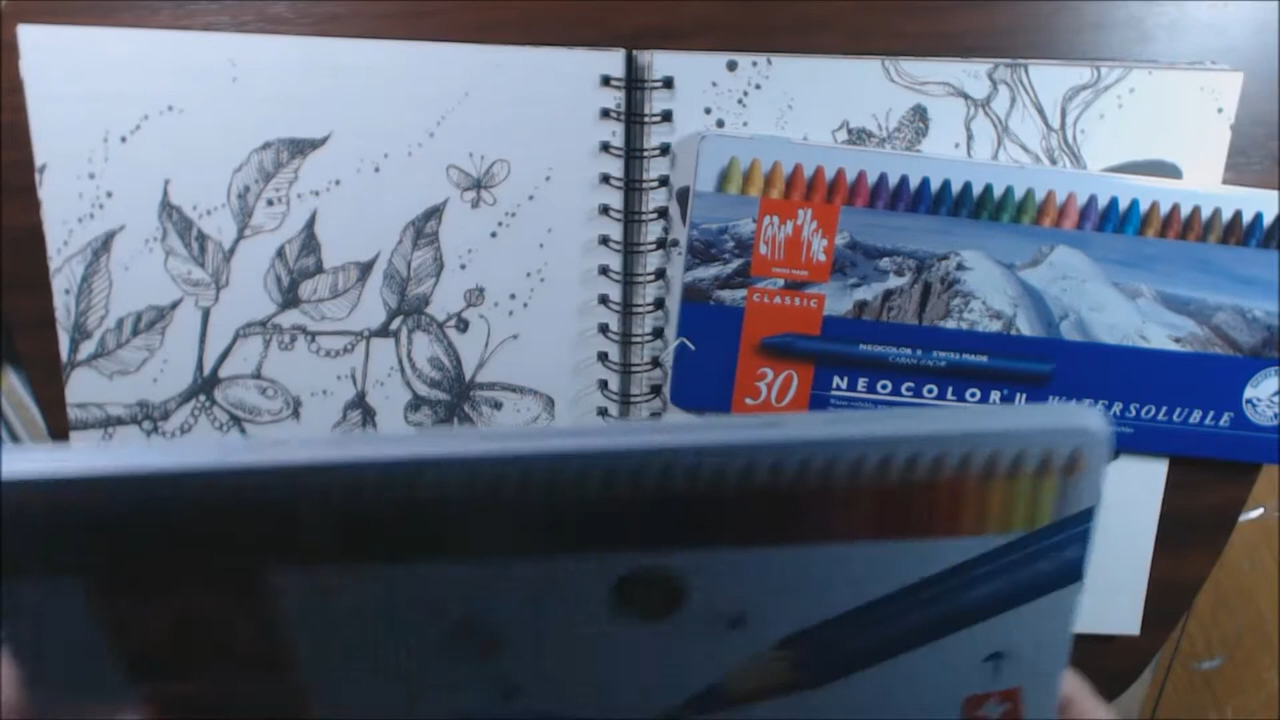 CARAN D'ACHE
SWISS MADE
CLASSIC
30
NEOCOLOR II SWISS MADE
CARAN D'ACHE
NEOCOLOR II WATERSOLUBLE